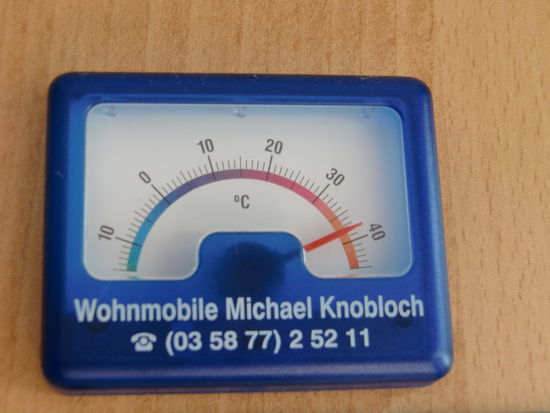 10 0 10 20 30 40
°C
Wohnmobile Michael Knobloch
☎ (03 58 77) 2 52 11